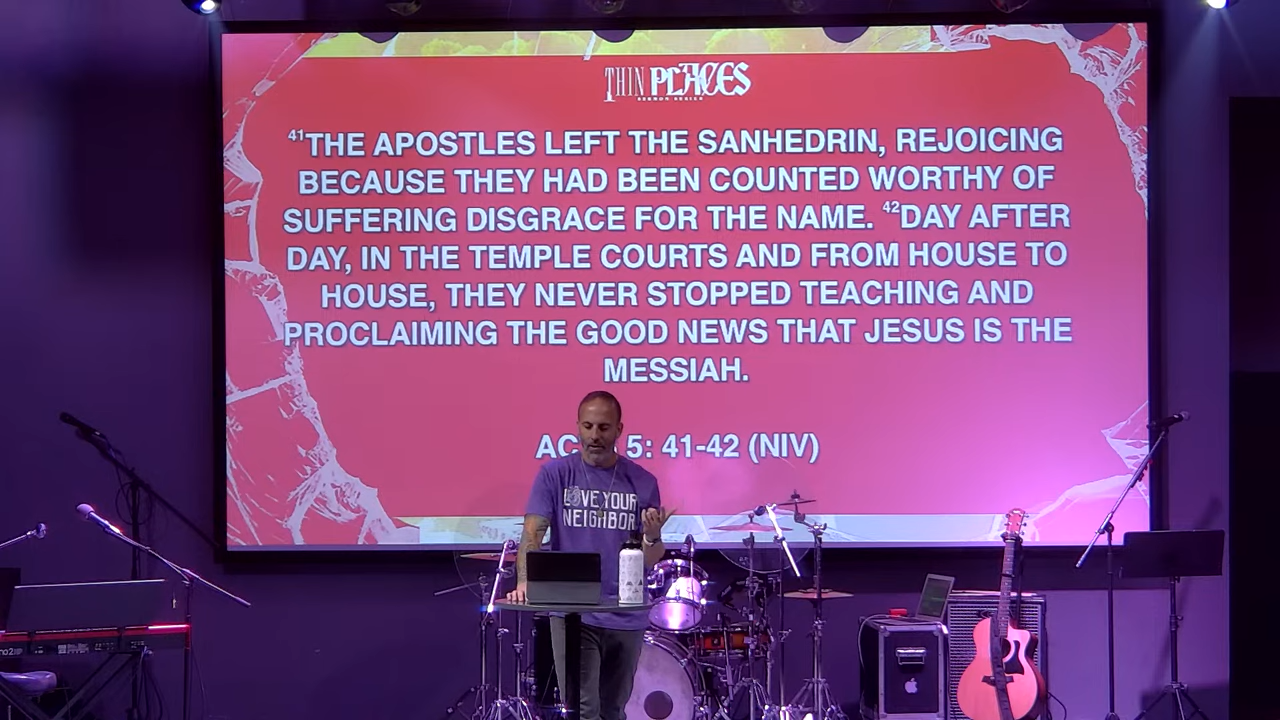 THIN PLACES
SERMON SERIES
41THE APOSTLES LEFT THE SANHEDRIN, REJOICING
BECAUSE THEY HAD BEEN COUNTED WORTHY OF
SUFFERING DISGRACE FOR THE NAME. 42DAY AFTER
DAY, IN THE TEMPLE COURTS AND FROM HOUSE TO
HOUSE, THEY NEVER STOPPED TEACHING AND
PROCLAIMING THE GOOD NEWS THAT JESUS IS THE
MESSIAH.
5: 41-42 (NIV)
LOVE YOUR
NEIGHBOR